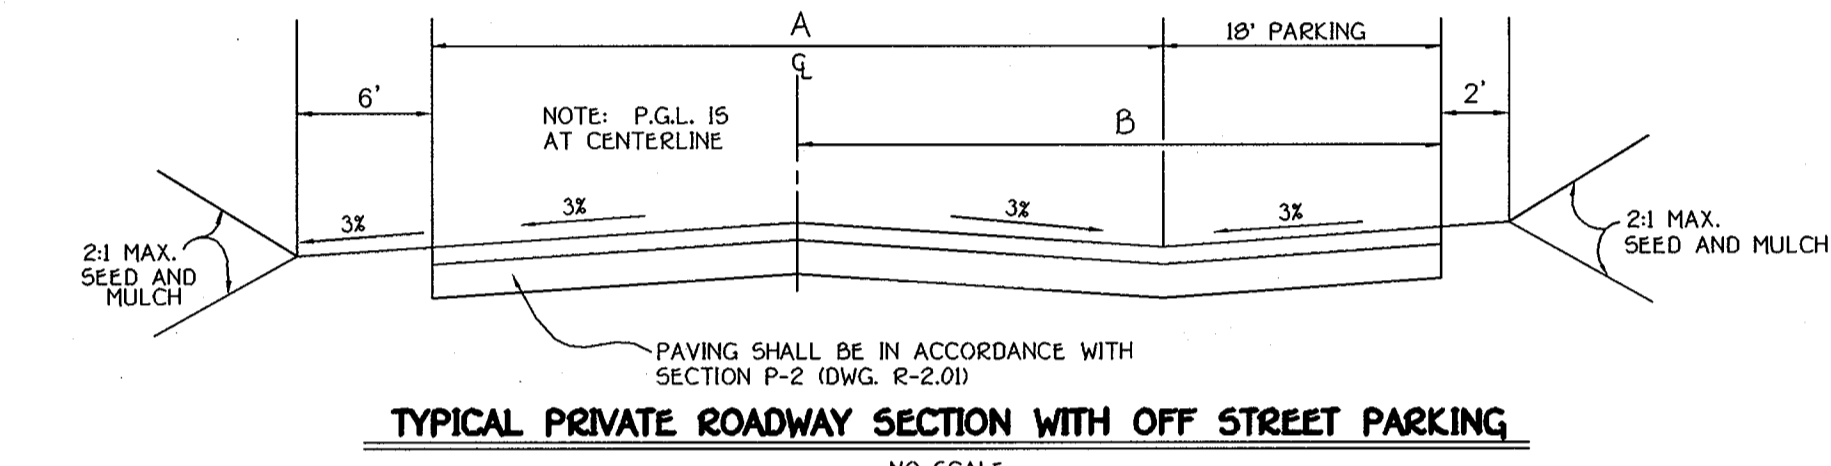 A
18' PARKING
℄
6'
2'
NOTE: P.G.L. IS
AT CENTERLINE
B
3%
3%
3%
3%
2:1 MAX.
SEED AND
MULCH
2:1 MAX.
SEED AND MULCH
PAVING SHALL BE IN ACCORDANCE WITH
SECTION P-2 (DWG. R-2.01)
TYPICAL PRIVATE ROADWAY SECTION WITH OFF STREET PARKING
NO SCALE